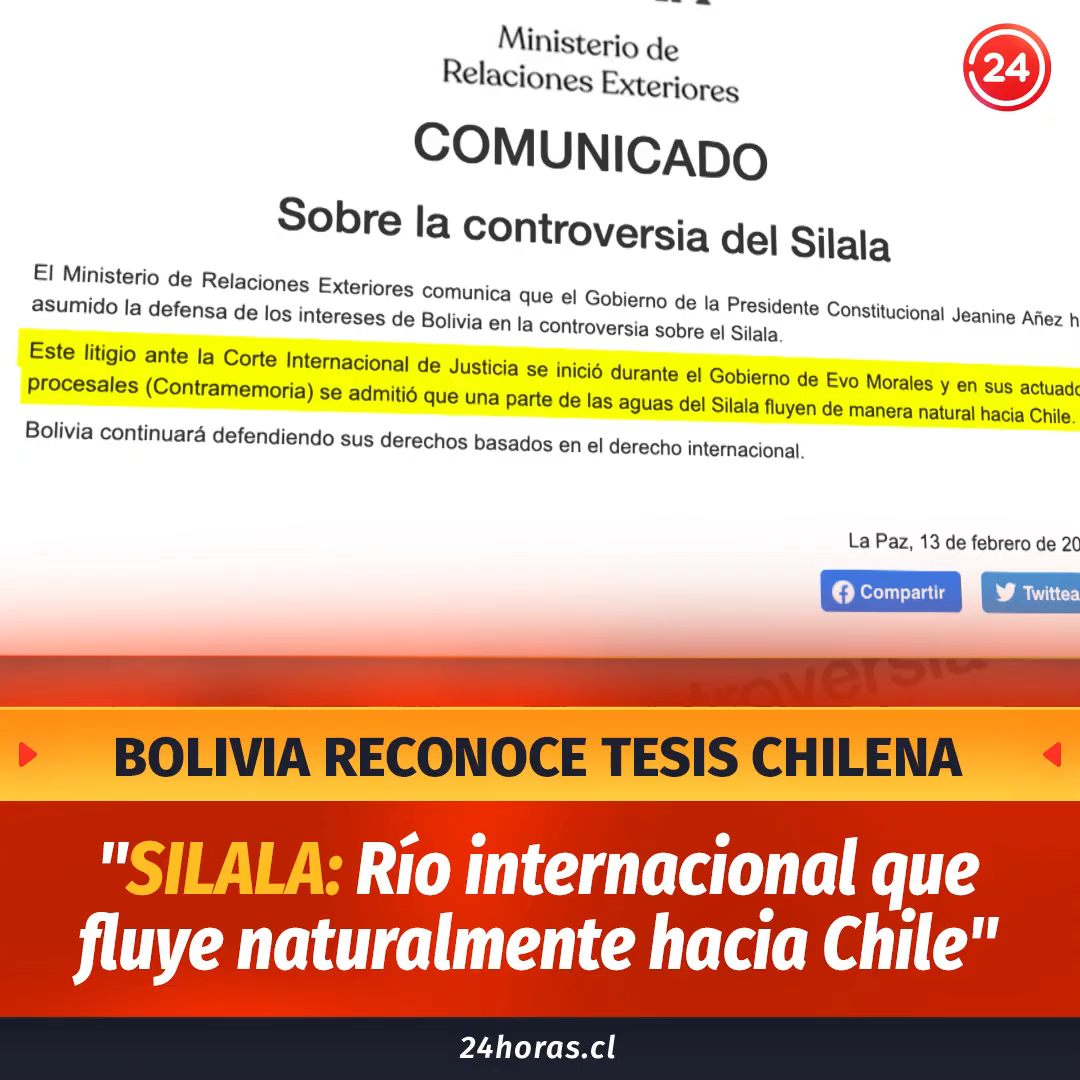 24
Ministerio de
Relaciones Exteriores
COMUNICADO
Sobre la controversia del Silala
El Ministerio de Relaciones Exteriores comunica que el Gobierno de la Presidente Constitucional Jeanine Añez h
asumido la defensa de los intereses de Bolivia en la controversia sobre el Silala.
Este litigio ante la Corte Internacional de Justicia se inició durante el Gobierno de Evo Morales y en sus actuado
procesales (Contramemoria) se admitió que una parte de las aguas del Silala fluyen de manera natural hacia Chile.
Bolivia continuará defendiendo sus derechos basados en el derecho internacional.
La Paz, 13 de febrero de 20
Compartir
Twittea
troversia
BOLIVIA RECONOCE TESIS CHILENA
"SILALA: Río internacional que
fluye naturalmente hacia Chile"
24horas.cl